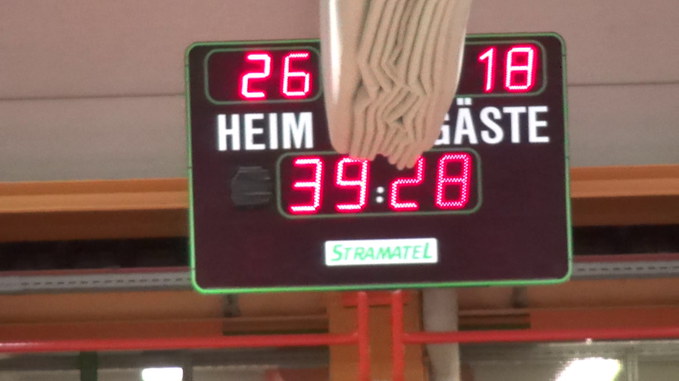 26 18
HEIM GÄSTE
39:28
STRAMATEL